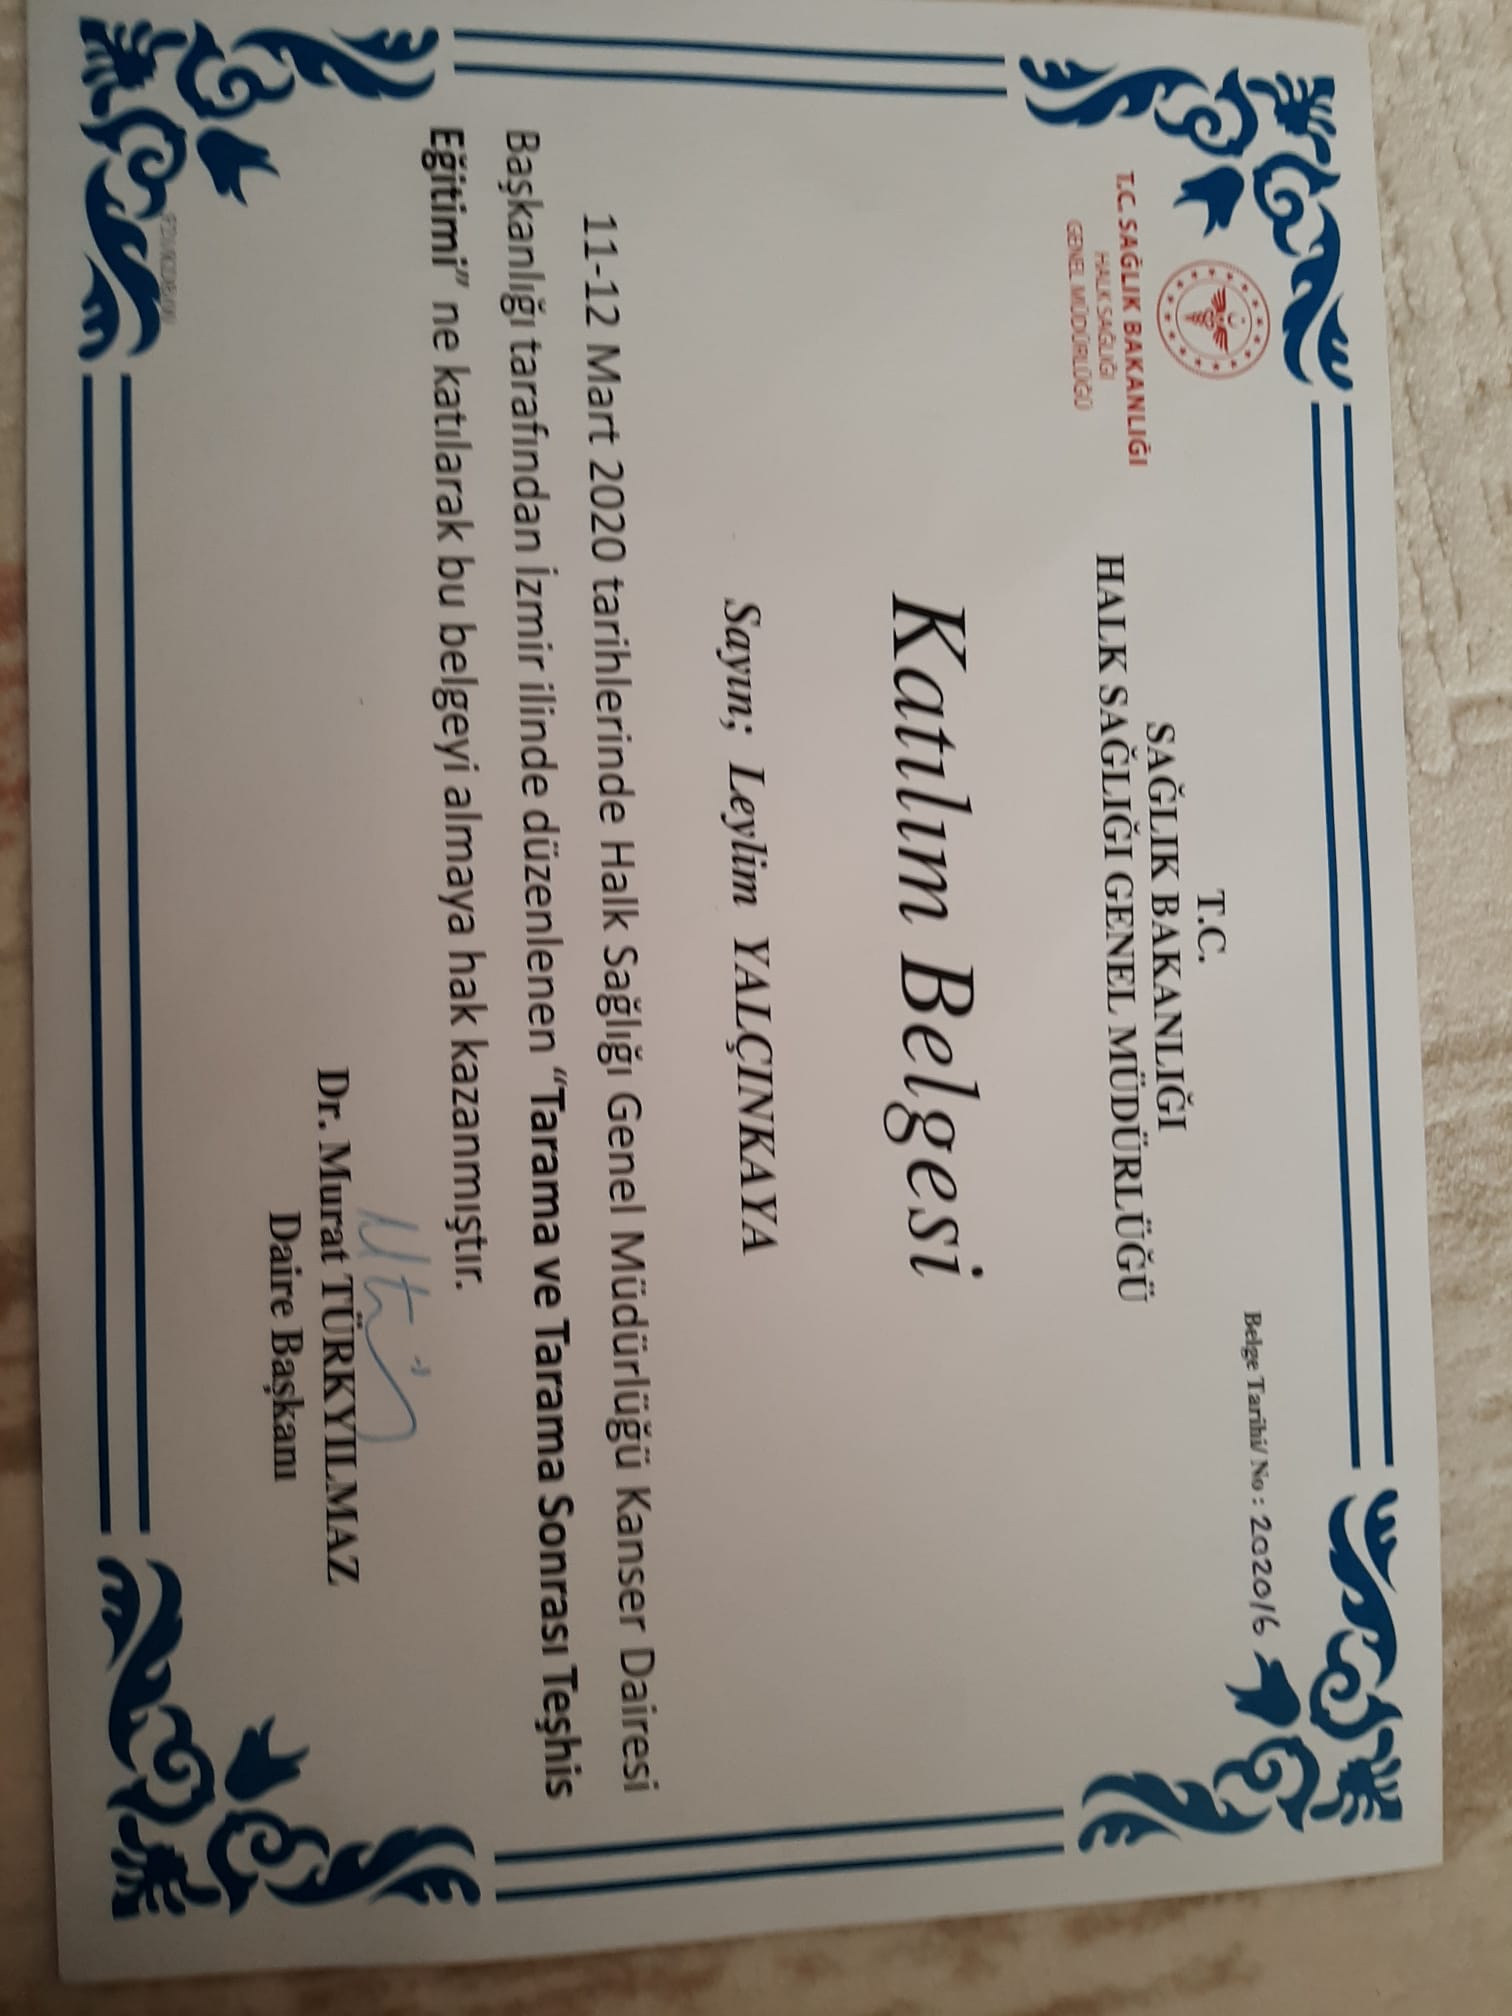 Belge Tarihi/ No : 2020/6
T.C. SAĞLIK BAKANLIĞI
HALK SAĞLIĞI
GENEL MÜDÜRLÜĞÜ
T.C.
SAĞLIK BAKANLIĞI
HALK SAĞLIĞI GENEL MÜDÜRLÜĞÜ
Katılım Belgesi
Sayın; Leylim YALÇINKAYA
11-12 Mart 2020 tarihlerinde Halk Sağlığı Genel Müdürlüğü Kanser Dairesi
Başkanlığı tarafından İzmir ilinde düzenlenen “Tarama ve Tarama Sonrası Teşhis
Eğitimi” ne katılarak bu belgeyi almaya hak kazanmıştır.
Dr. Murat TÜRKYILMAZ
Daire Başkanı